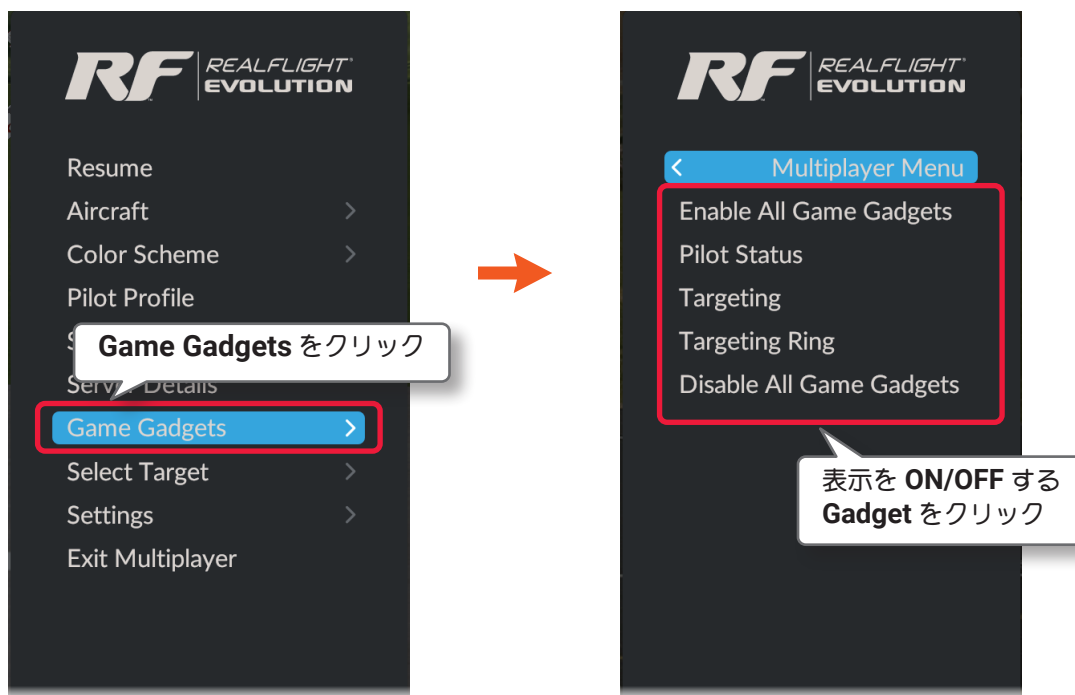 RF REALFLIGHT
EVOLUTION
Resume
Aircraft
Color Scheme
Pilot Profile
Game Gadgets をクリック
Server Details
Game Gadgets
Select Target
Settings
Exit Multiplayer
RF REALFLIGHT
EVOLUTION
Multiplayer Menu
Enable All Game Gadgets
Pilot Status
Targeting
Targeting Ring
Disable All Game Gadgets
表示を ON/OFF する
Gadget をクリック